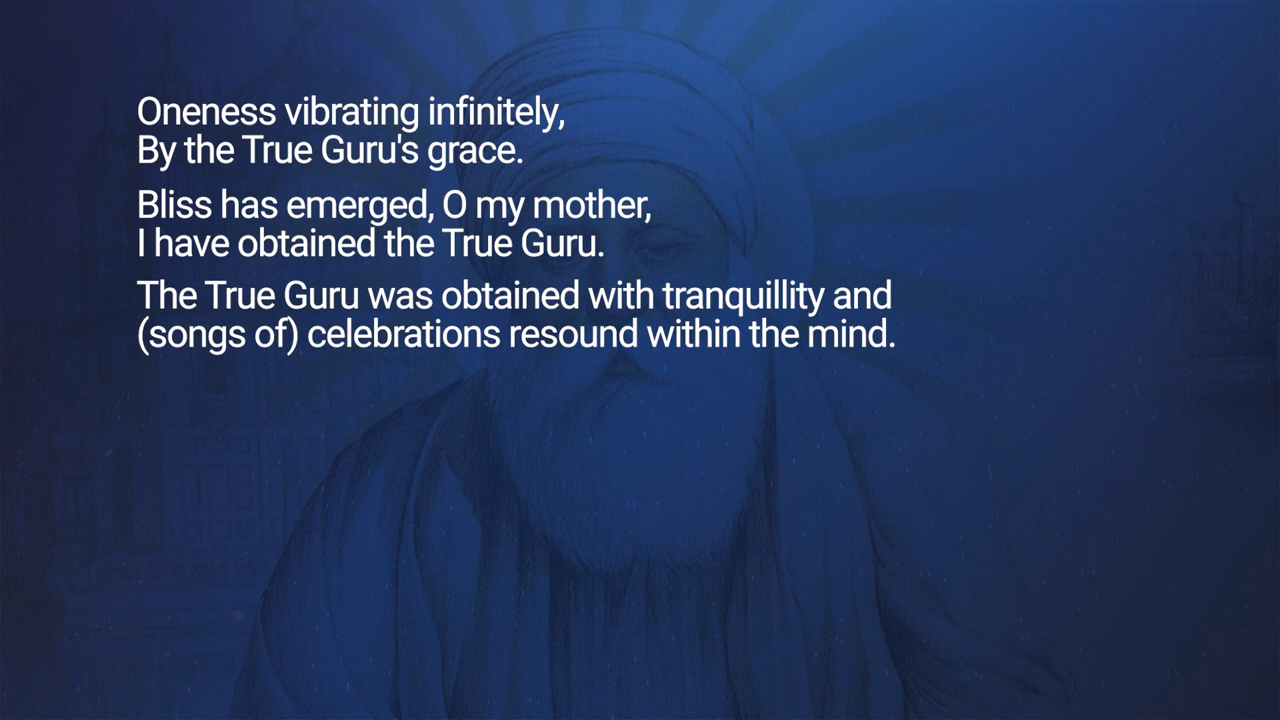 Oneness vibrating infinitely,
By the True Guru's grace.
Bliss has emerged, O my mother,
I have obtained the True Guru.
The True Guru was obtained with tranquillity and
(songs of) celebrations resound within the mind.